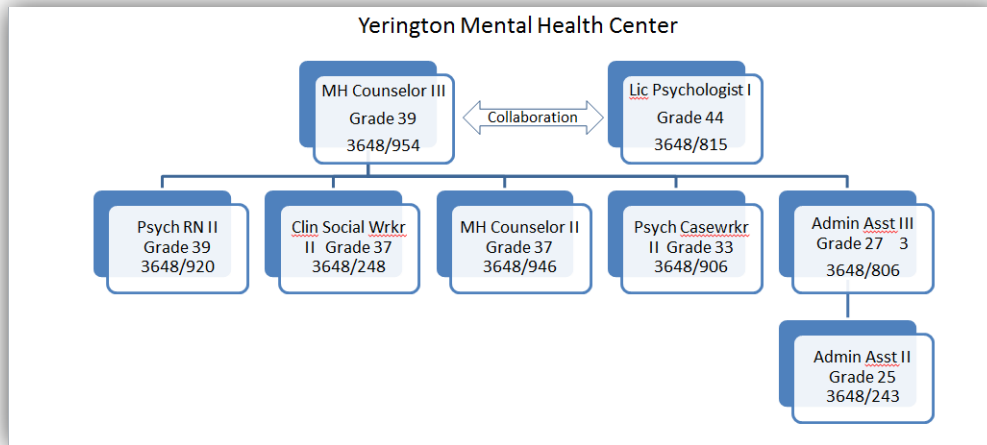 Yerington Mental Health Center
MH Counselor III
Grade 39
3648/954
Collaboration
Lic Psychologist I
Grade 44
3648/815
Psych RN II
Grade 39
3648/920
Clin Social Wrkr
II Grade 37
3648/248
MH Counselor II
Grade 37
3648/946
Psych Casewrkr
II Grade 33
3648/906
Admin Asst III
Grade 27 3
3648/806
Admin Asst II
Grade 25
3648/243